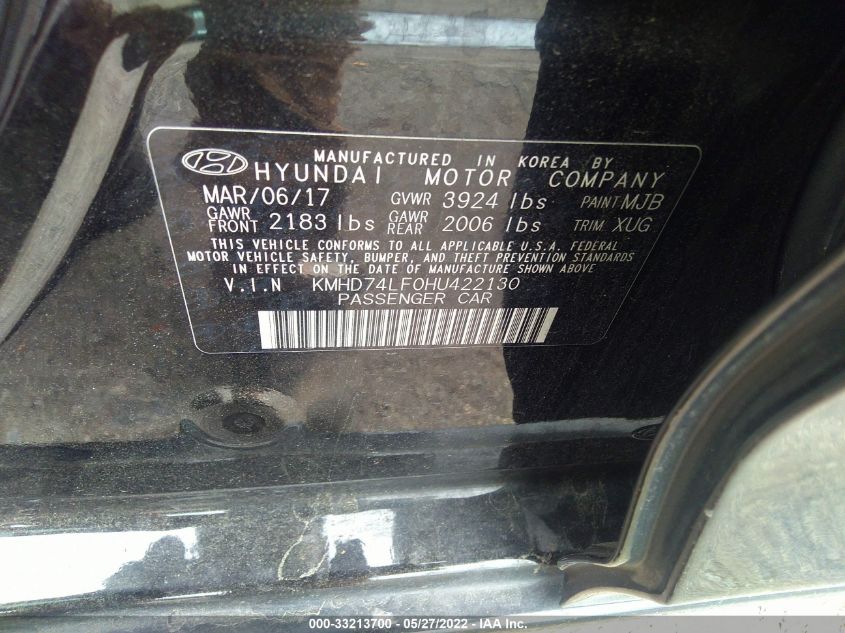 MANUFACTURED IN KOREA BY
HYUNDAI MOTOR COMPANY
MAR/06/17 GVWR 3924 lbs PAINT MJB
GAWR FRONT 2183 lbs GAWR REAR 2006 lbs TRIM XUG
THIS VEHICLE CONFORMS TO ALL APPLICABLE U.S.A. FEDERAL
MOTOR VEHICLE SAFETY, BUMPER, AND THEFT PREVENTION STANDARDS
IN EFFECT ON THE DATE OF MANUFACTURE SHOWN ABOVE.
V.I.N KMHD74LF0HU422130
PASSENGER CAR
000-33213700 - 05/27/2022 - IAA Inc.